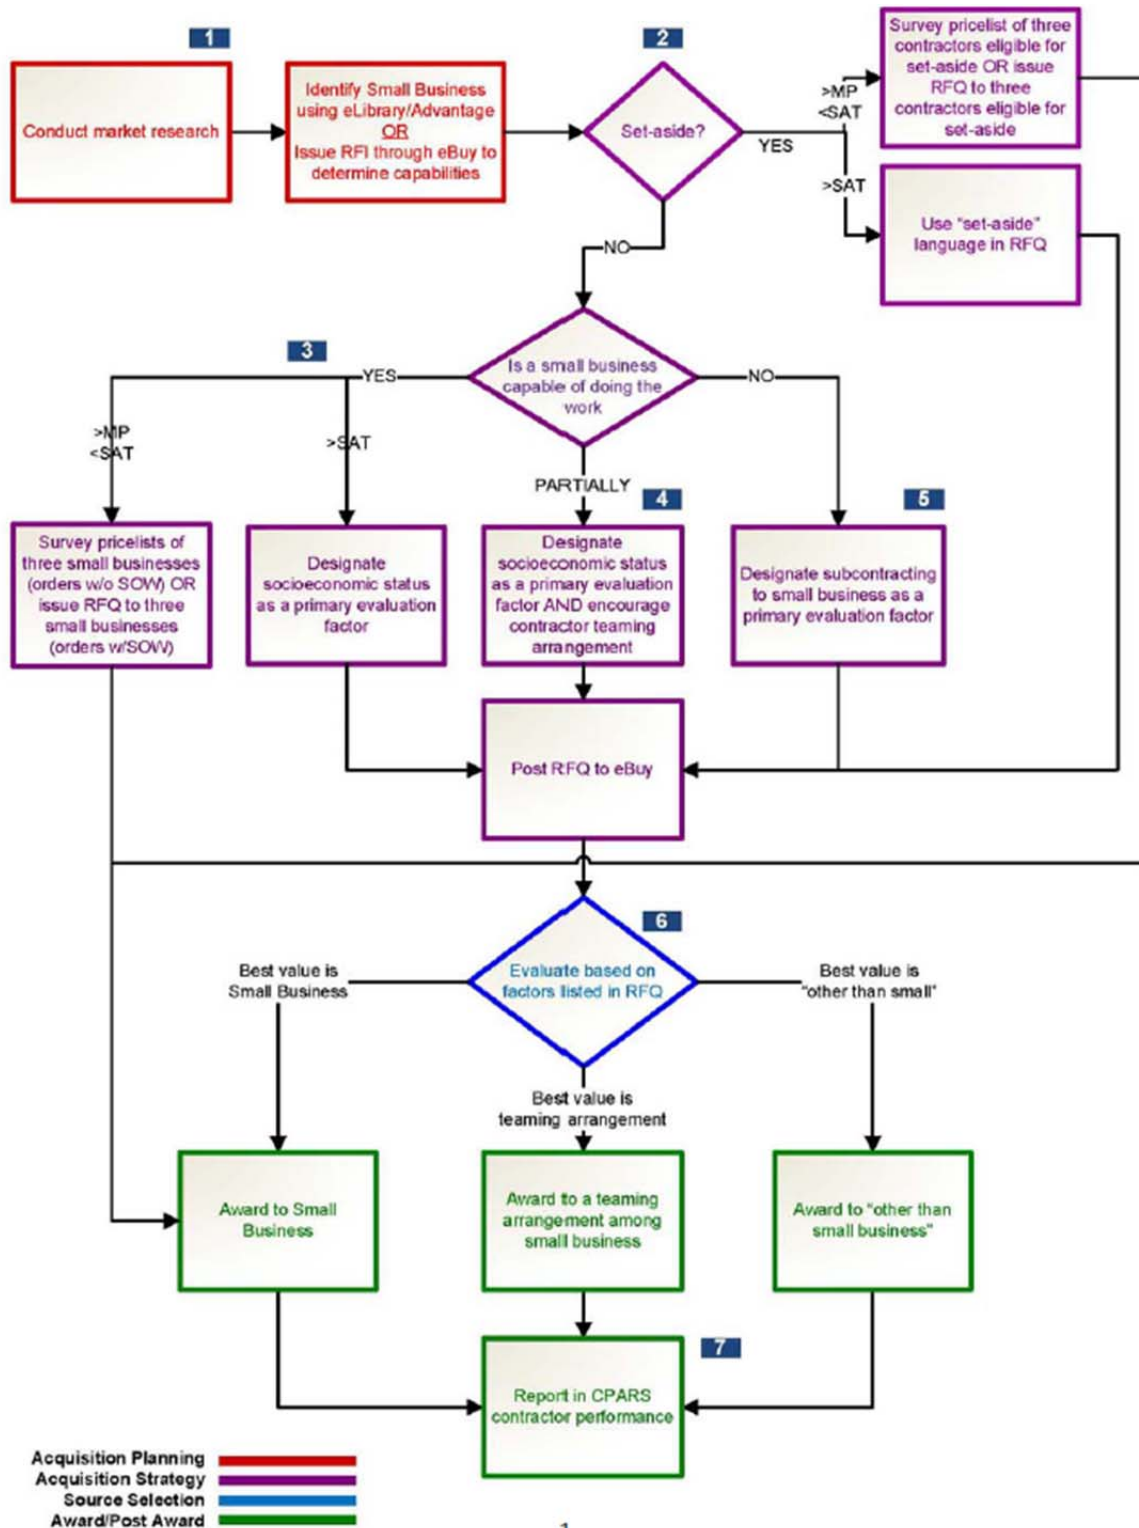 1
Conduct market research
Identify Small Business
using eLibrary/Advantage
OR
Issue RFI through eBuy to
determine capabilities
2
Set-aside?
YES
>MP
<SAT
>SAT
Survey pricelist of three
contractors eligible for
set-aside OR issue
RFQ to three
contractors eligible for
set-aside
Use "set-aside"
language in RFQ
NO
3
Is a small business
capable of doing the
work
YES
NO
>MP
<SAT
>SAT
PARTIALLY
4
5
Survey pricelists of
three small businesses
(orders w/o SOW) OR
issue RFQ to three
small businesses
(orders w/SOW)
Designate
socioeconomic status
as a primary evaluation
factor
Designate
socioeconomic status
as a primary evaluation
factor AND encourage
contractor teaming
arrangement
Designate subcontracting
to small business as a
primary evaluation factor
Post RFQ to eBuy
6
Evaluate based on
factors listed in RFQ
Best value is
Small Business
Best value is
"other than small"
Best value is
teaming arrangement
Award to Small
Business
Award to a teaming
arrangement among
small business
Award to "other than
small business"
7
Report in CPARS
contractor performance
Acquisition Planning
Acquisition Strategy
Source Selection
Award/Post Award
1